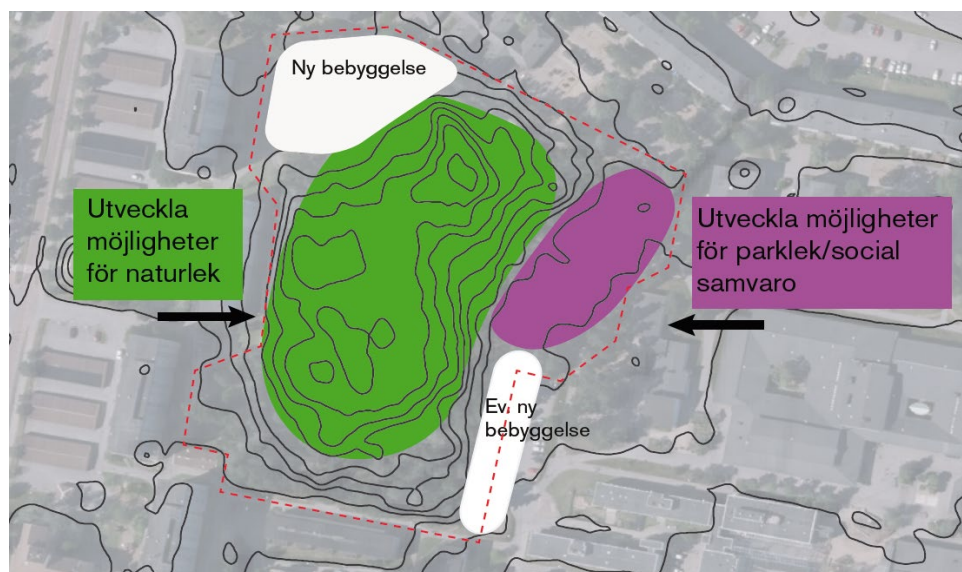 Ny bebyggelse
Utveckla
möjligheter
för naturlek
Utveckla möjligheter
för parklek/social
samvaro
Ev. ny
bebyggelse